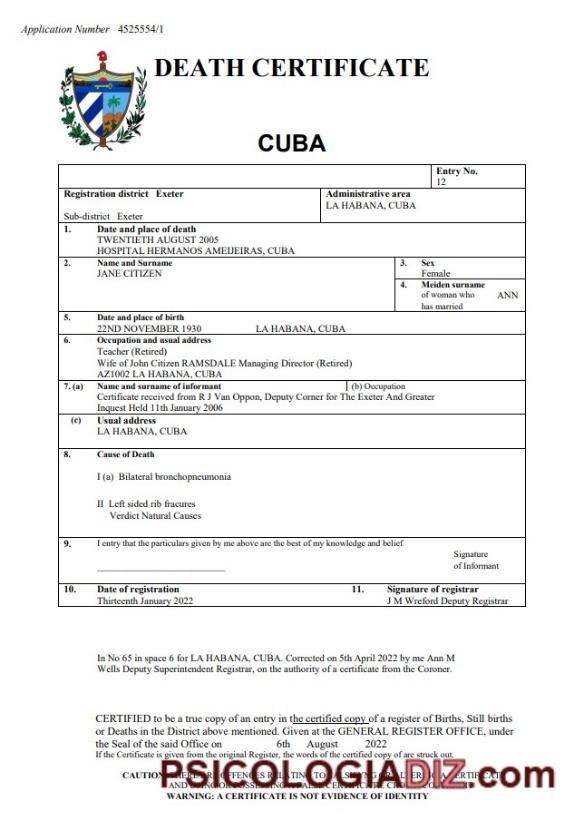 Application Number 4525554/1
DEATH CERTIFICATE
CUBA
Entry No.
12
Registration district Exeter
Administrative area
LA HABANA, CUBA
Sub-district Exeter
1. Date and place of death
TWENTIETH AUGUST 2005
HOSPITAL HERMANOS AMEIJEIRAS, CUBA
2. Name and Surname
JANE CITIZEN
3. Sex
Female
4. Meiden surname
of woman who ANN
has married
5. Date and place of birth
22ND NOVEMBER 1930 LA HABANA, CUBA
6. Occupation and usual address
Teacher (Retired)
Wife of John Citizen RAMSDALE Managing Director (Retired)
AZ1002 LA HABANA, CUBA
7. (a) Name and surname of informant (b) Occupation
Certificate received from R J Van Oppon, Deputy Corner for The Exeter And Greater
Inquest Held 11th January 2006
(c) Usual address
LA HABANA, CUBA
8. Cause of Death
I (a) Bilateral bronchopneumonia
II Left sided rib fracures
Verdict Natural Causes
9. I entry that the particulars given by me above are the best of my knowledge and belief
Signature
of Informant
10. Date of registration
Thirteenth January 2022
11. Signature of registrar
J M Wreford Deputy Registrar
In No 65 in space 6 for LA HABANA, CUBA. Corrected on 5th April 2022 by me Ann M
Wells Deputy Superintendent Registrar, on the authority of a certificate from the Coroner.
CERTIFIED to be a true copy of an entry in the certified copy of a register of Births, Still births
or Deaths in the District above mentioned. Given at the GENERAL REGISTER OFFICE, under
the Seal of the said Office on 6th August 2022
If the Certificate is given from the original Register, the words of the certified copy of are struck out.
CAUTION: THERE ARE OFFENCES RELATING TO FALSIFYING OR ALTERING A CERTIFICATE
AND USING OR POSSESSING A FALSE CERTIFICATE. CROWN
PSICOLOGIADIZ.com
WARNING: A CERTIFICATE IS NOT EVIDENCE OF IDENTITY